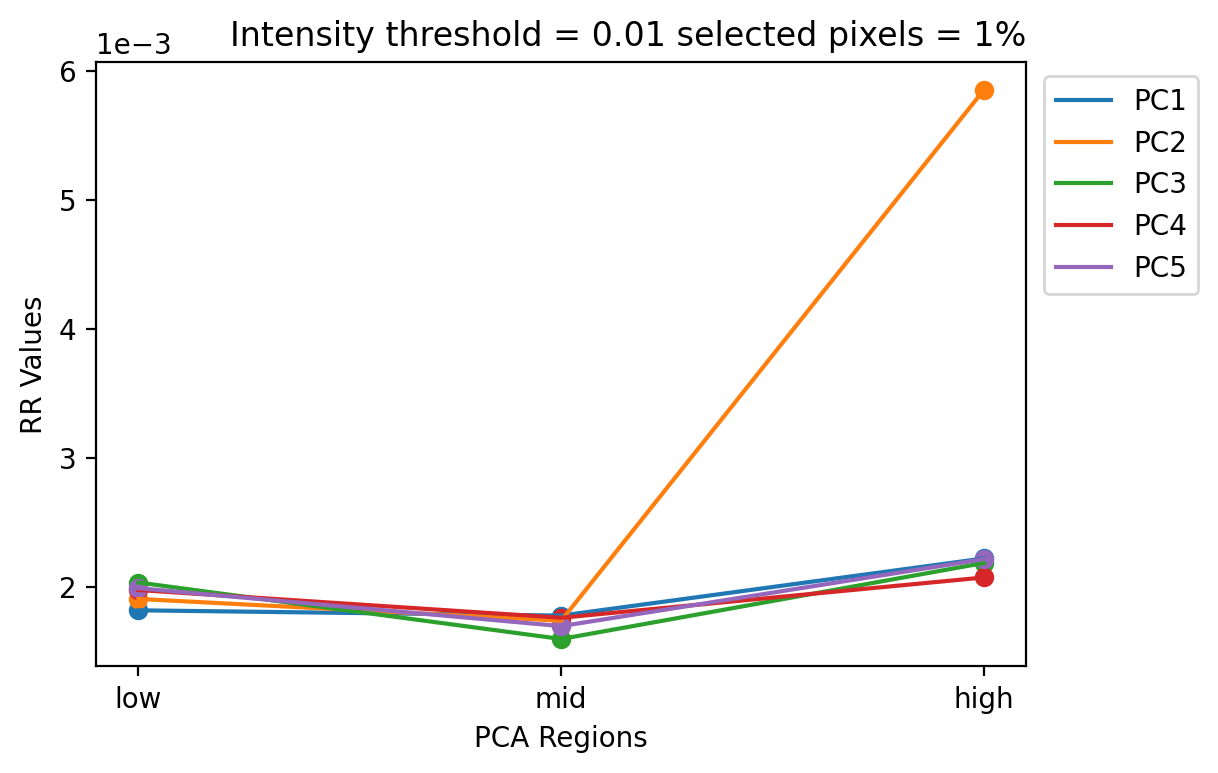 Intensity threshold = 0.01 selected pixels = 1%
1e−3
6
5
4
3
2
RR Values
low
mid
high
PCA Regions
PC1
PC2
PC3
PC4
PC5